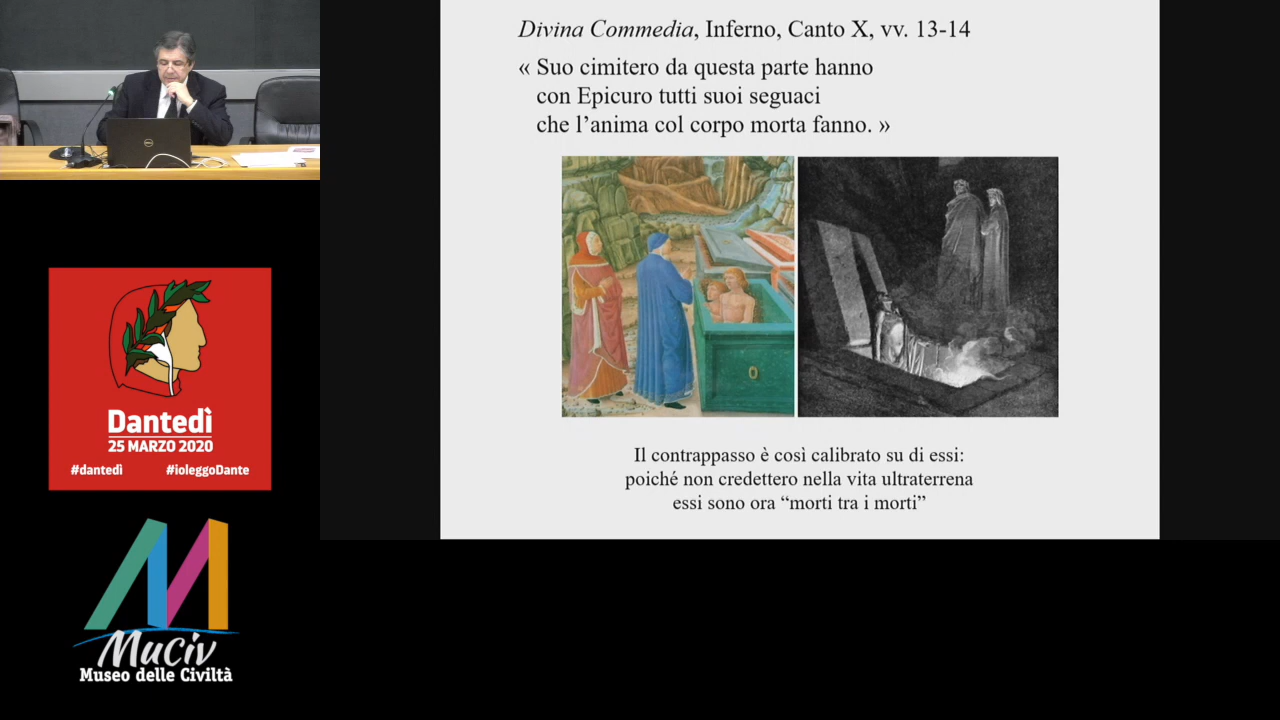 Divina Commedia, Inferno, Canto X, vv. 13-14
« Suo cimitero da questa parte hanno
con Epicuro tutti suoi seguaci
che l’anima col corpo morta fanno. »
Il contrappasso è così calibrato su di essi:
poiché non credettero nella vita ultraterrena
essi sono ora “morti tra i morti”
Dantedì
25 MARZO 2020
#dantedì #ioleggoDante
MuCiv
Museo delle Civiltà
DELL